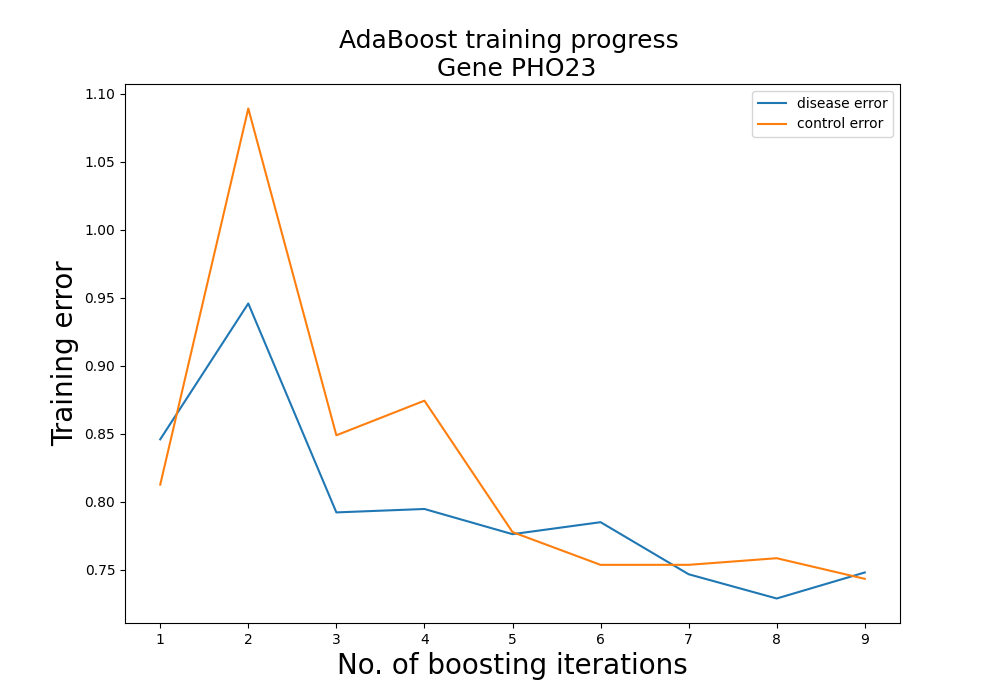 AdaBoost training progress
Gene PHO23
disease error
control error
Training error
1.10
1.05
1.00
0.95
0.90
0.85
0.80
0.75
1 2 3 4 5 6 7 8 9
No. of boosting iterations